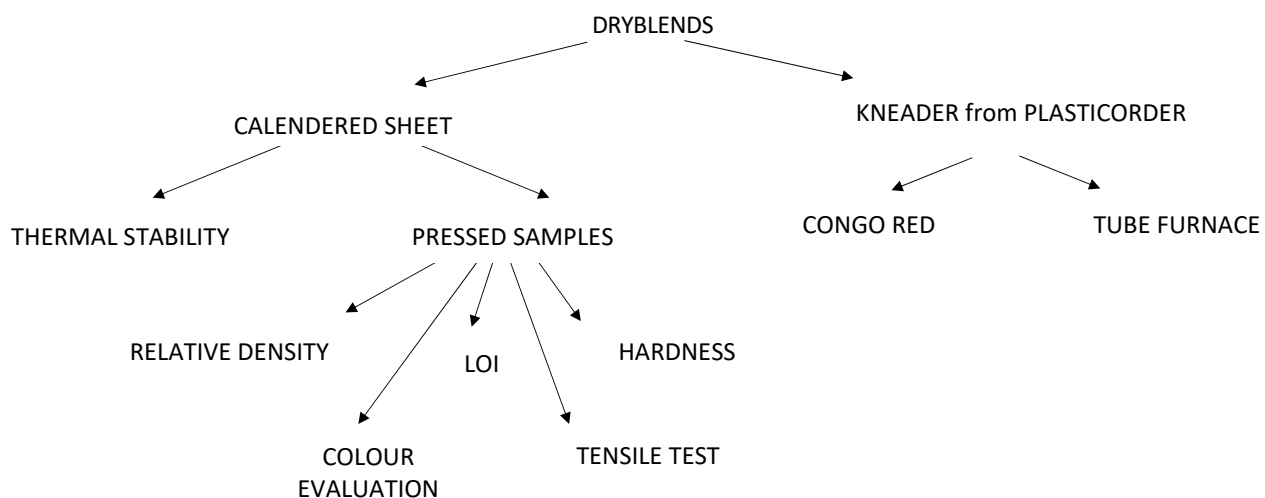 DRYBLENDS
CALENDERED SHEET
KNEADER from PLASTICORDER
THERMAL STABILITY
PRESSED SAMPLES
CONGO RED
TUBE FURNACE
RELATIVE DENSITY
LOI
HARDNESS
COLOUR
EVALUATION
TENSILE TEST